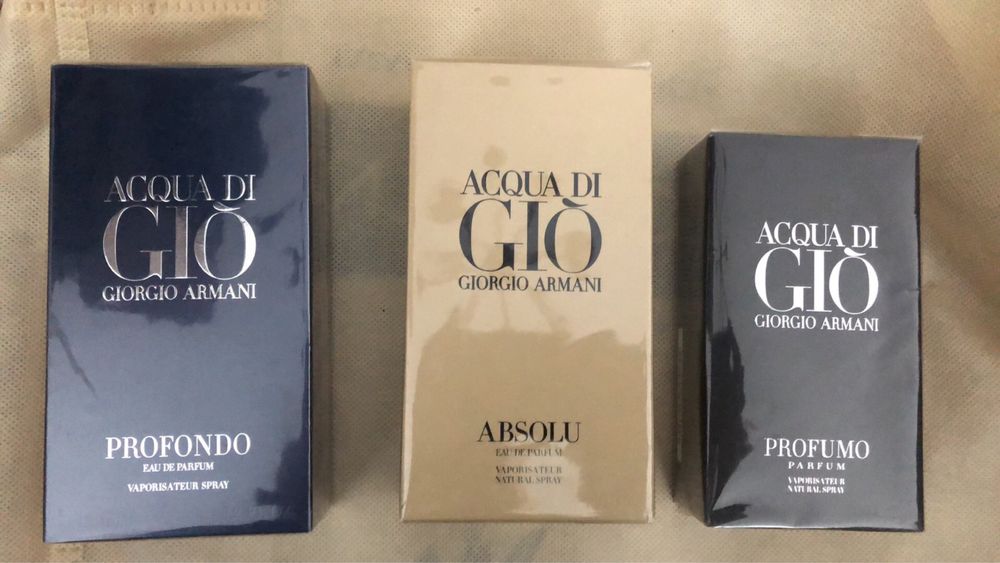 ACQUA DI
GIÒ
GIORGIO ARMANI
PROFONDO
EAU DE PARFUM
VAPORISATEUR SPRAY
ACQUA DI
GIÒ
GIORGIO ARMANI
ABSOLU
EAU DE PARFUM
VAPORISATEUR
NATURAL SPRAY
ACQUA DI
GIÒ
GIORGIO ARMANI
PROFUMO
PARFUM
VAPORISATEUR
NATURAL SPRAY